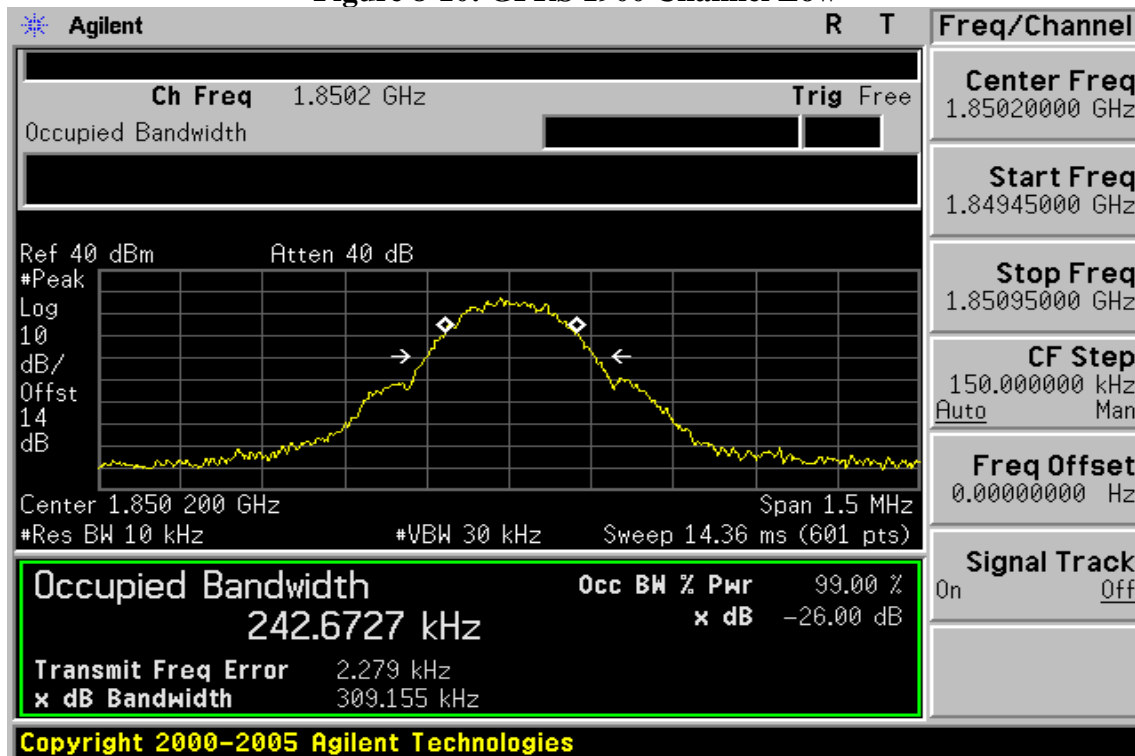 Agilent R T
Ch Freq 1.8502 GHz Trig Free
Occupied Bandwidth
Ref 40 dBm Atten 40 dB
#Peak
Log
10
dB/
Offst
14
dB
Center 1.850 200 GHz Span 1.5 MHz
#Res BW 10 kHz #VBW 30 kHz Sweep 14.36 ms (601 pts)
Occupied Bandwidth
242.6727 kHz
Occ BW % Pwr 99.00 %
x dB -26.00 dB
Transmit Freq Error 2.279 kHz
x dB Bandwidth 309.155 kHz
Copyright 2000-2005 Agilent Technologies
Freq/Channel
Center Freq
1.85020000 GHz
Start Freq
1.84945000 GHz
Stop Freq
1.85095000 GHz
CF Step
150.000000 kHz
Auto Man
Freq Offset
0.00000000 Hz
Signal Track
On Off